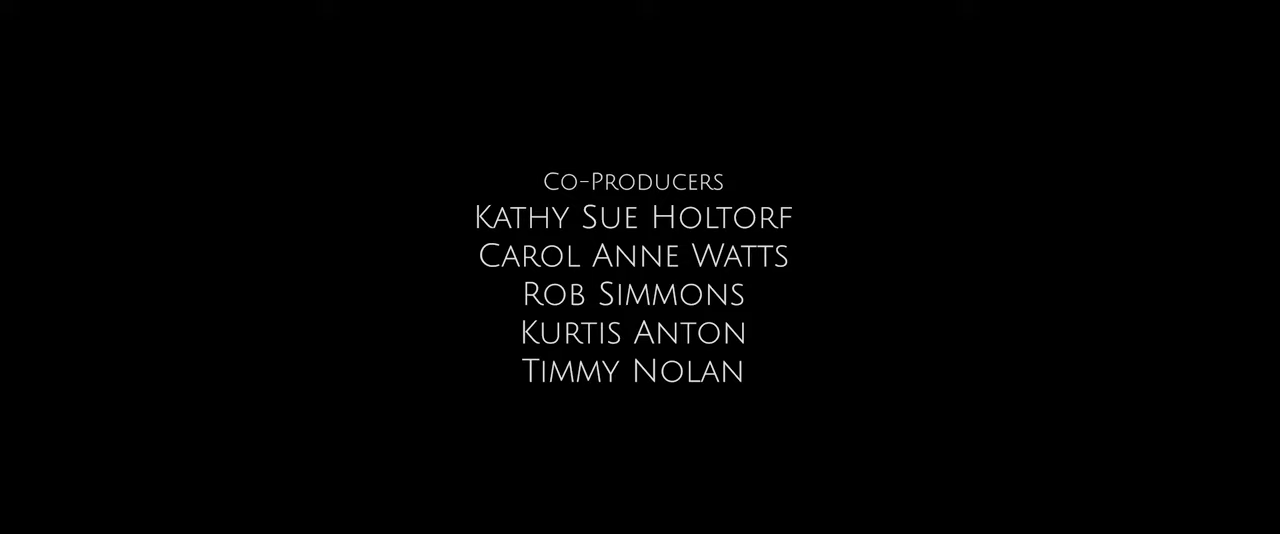 Co-Producers
Kathy Sue Holtorf
Carol Anne Watts
Rob Simmons
Kurtis Anton
Timmy Nolan